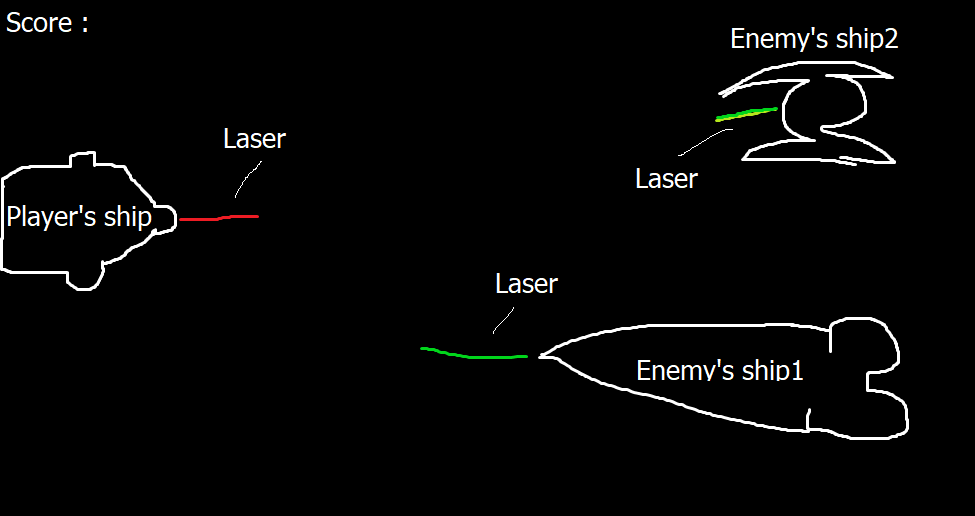 Score :
Enemy's ship2
Laser
Laser
Player's ship
Laser
Enemy's ship1